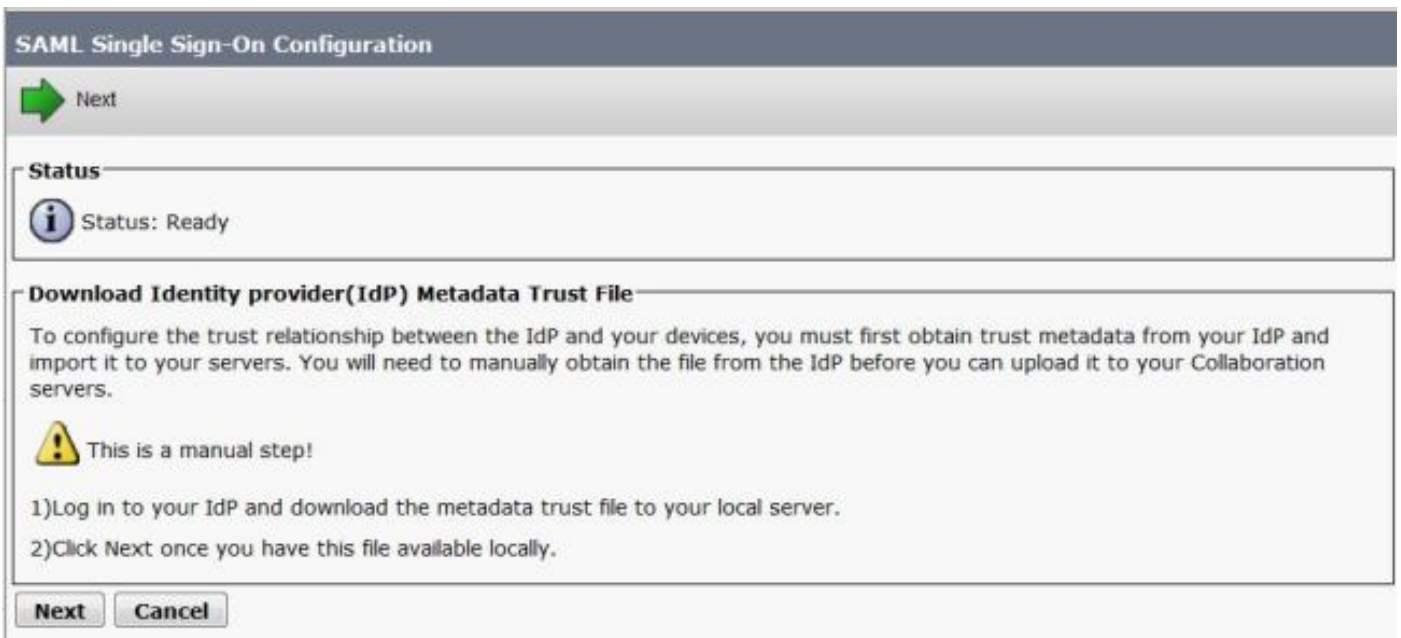 SAML Single Sign-On Configuration
Next
Status
Status: Ready
Download Identity provider(IdP) Metadata Trust File
To configure the trust relationship between the IdP and your devices, you must first obtain trust metadata from your IdP and
import it to your servers. You will need to manually obtain the file from the IdP before you can upload it to your Collaboration
servers.
This is a manual step!
1)Log in to your IdP and download the metadata trust file to your local server.
2)Click Next once you have this file available locally.
Next Cancel